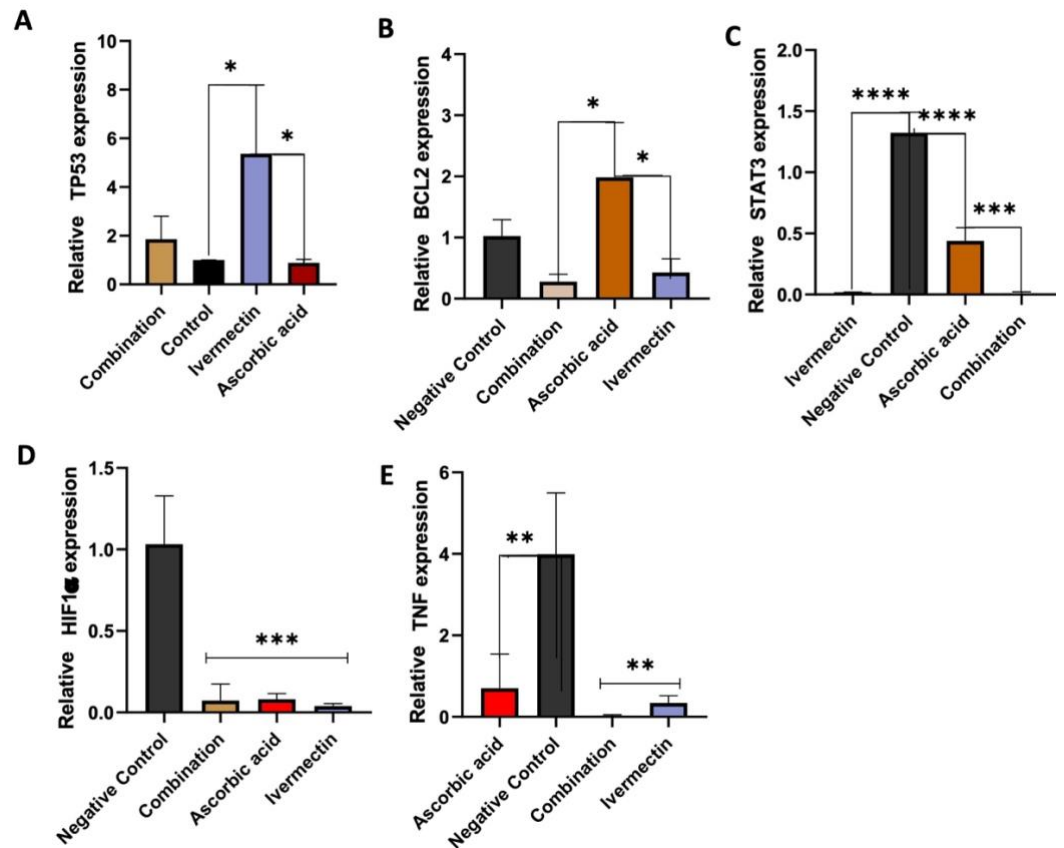 A
Relative TP53 expression
10
8
6
4
2
0
*
*
Combination
Control
Ivermectin
Ascorbic acid
B
Relative BCL2 expression
4
3
2
1
0
*
*
Negative Control
Combination
Ascorbic acid
Ivermectin
C
Relative STAT3 expression
2.0
1.5
1.0
0.5
0.0
****
****
***
Ivermectin
Negative Control
Ascorbic acid
Combination
D
Relative HIF1α expression
1.5
1.0
0.5
0.0
***
Negative Control
Combination
Ascorbic acid
Ivermectin
E
Relative TNF expression
6
4
2
0
**
**
Ascorbic acid
Negative Control
Combination
Ivermectin